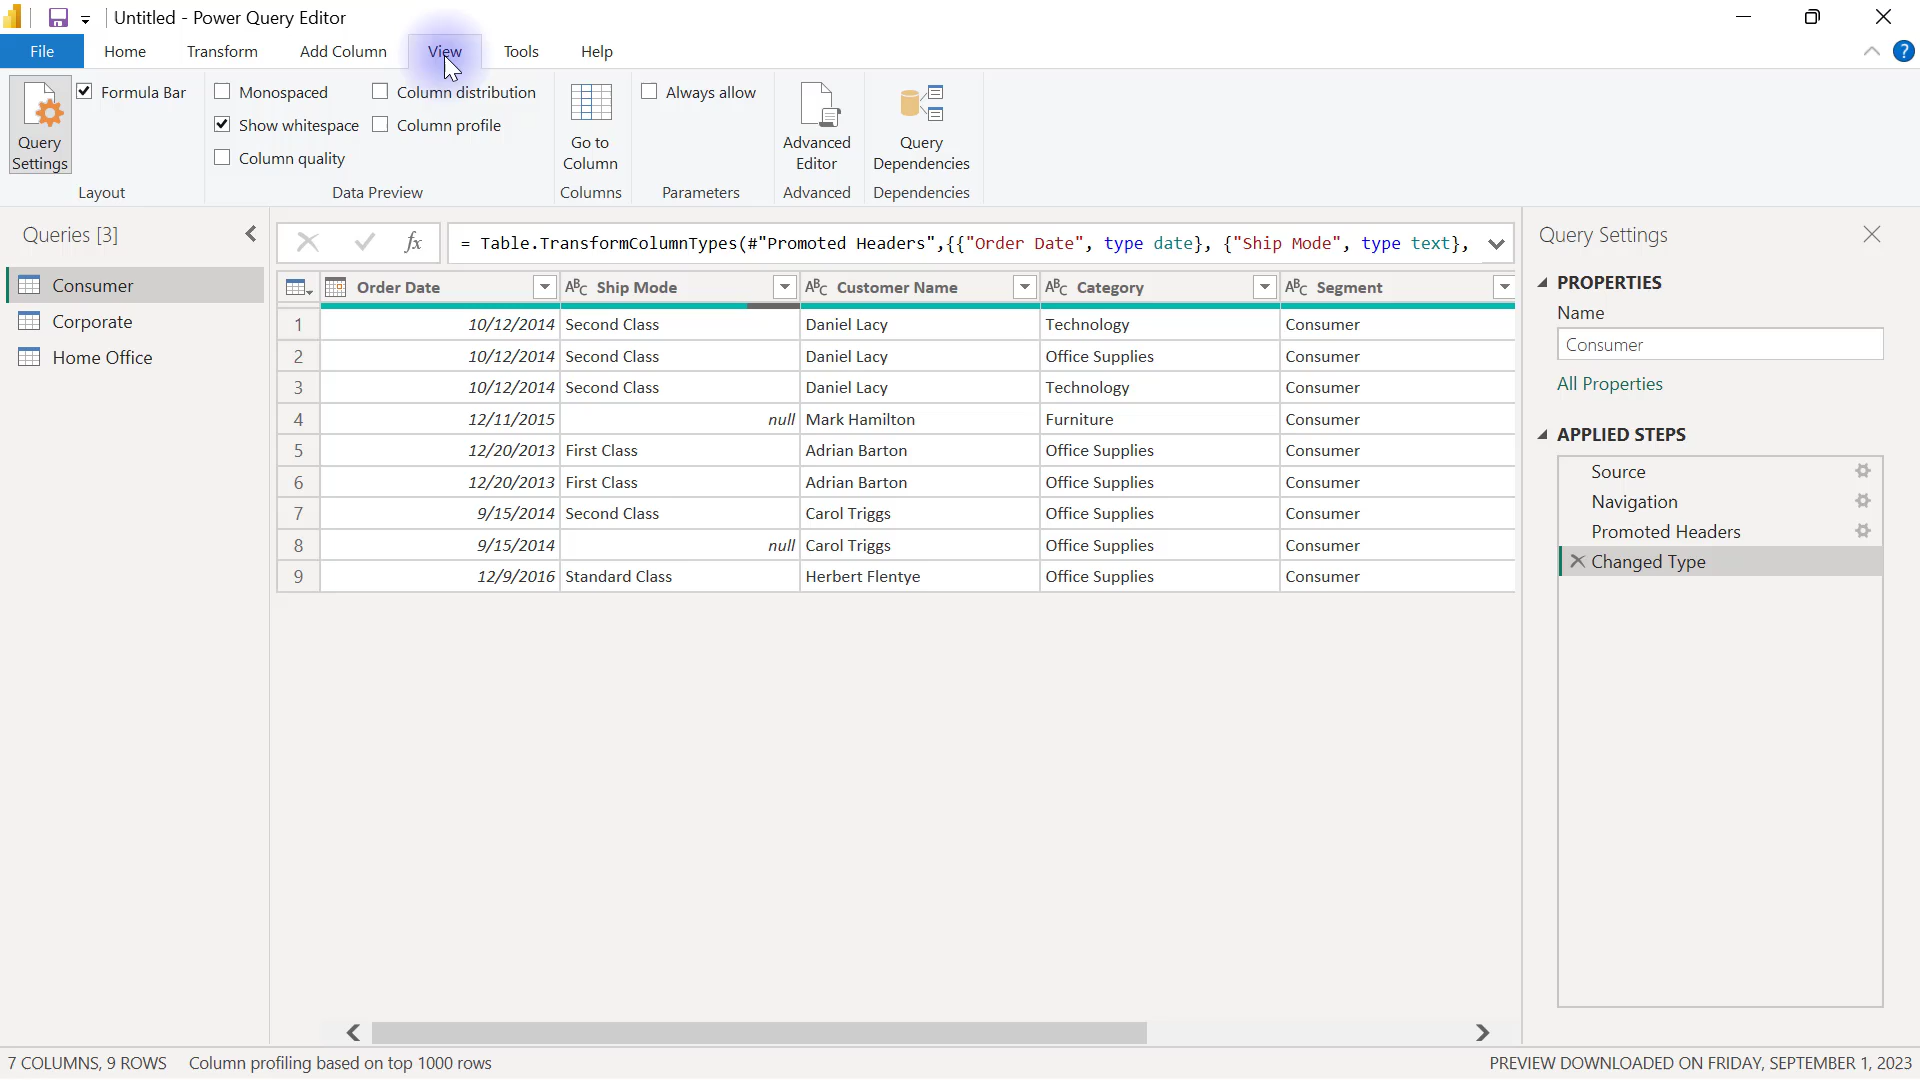 Untitled - Power Query Editor
File Home Transform Add Column View Tools Help ?
Query Settings
Formula Bar
Layout
Monospaced
Show whitespace
Column quality
Column distribution
Column profile
Data Preview
Go to Column
Columns
Always allow
Parameters
Advanced Editor
Advanced
Query Dependencies
Dependencies
Queries [3]
Consumer
Corporate
Home Office
fx = Table.TransformColumnTypes(#"Promoted Headers",{{"Order Date", type date}, {"Ship Mode", type text},
Order Date ABC Ship Mode ABC Customer Name ABC Category ABC Segment
1 10/12/2014 Second Class Daniel Lacy Technology Consumer
2 10/12/2014 Second Class Daniel Lacy Office Supplies Consumer
3 10/12/2014 Second Class Daniel Lacy Technology Consumer
4 12/11/2015 null Mark Hamilton Furniture Consumer
5 12/20/2013 First Class Adrian Barton Office Supplies Consumer
6 12/20/2013 First Class Adrian Barton Office Supplies Consumer
7 9/15/2014 Second Class Carol Triggs Office Supplies Consumer
8 9/15/2014 null Carol Triggs Office Supplies Consumer
9 12/9/2016 Standard Class Herbert Flentye Office Supplies Consumer
Query Settings
PROPERTIES
Name
Consumer
All Properties
APPLIED STEPS
Source
Navigation
Promoted Headers
Changed Type
7 COLUMNS, 9 ROWS Column profiling based on top 1000 rows
PREVIEW DOWNLOADED ON FRIDAY, SEPTEMBER 1, 2023